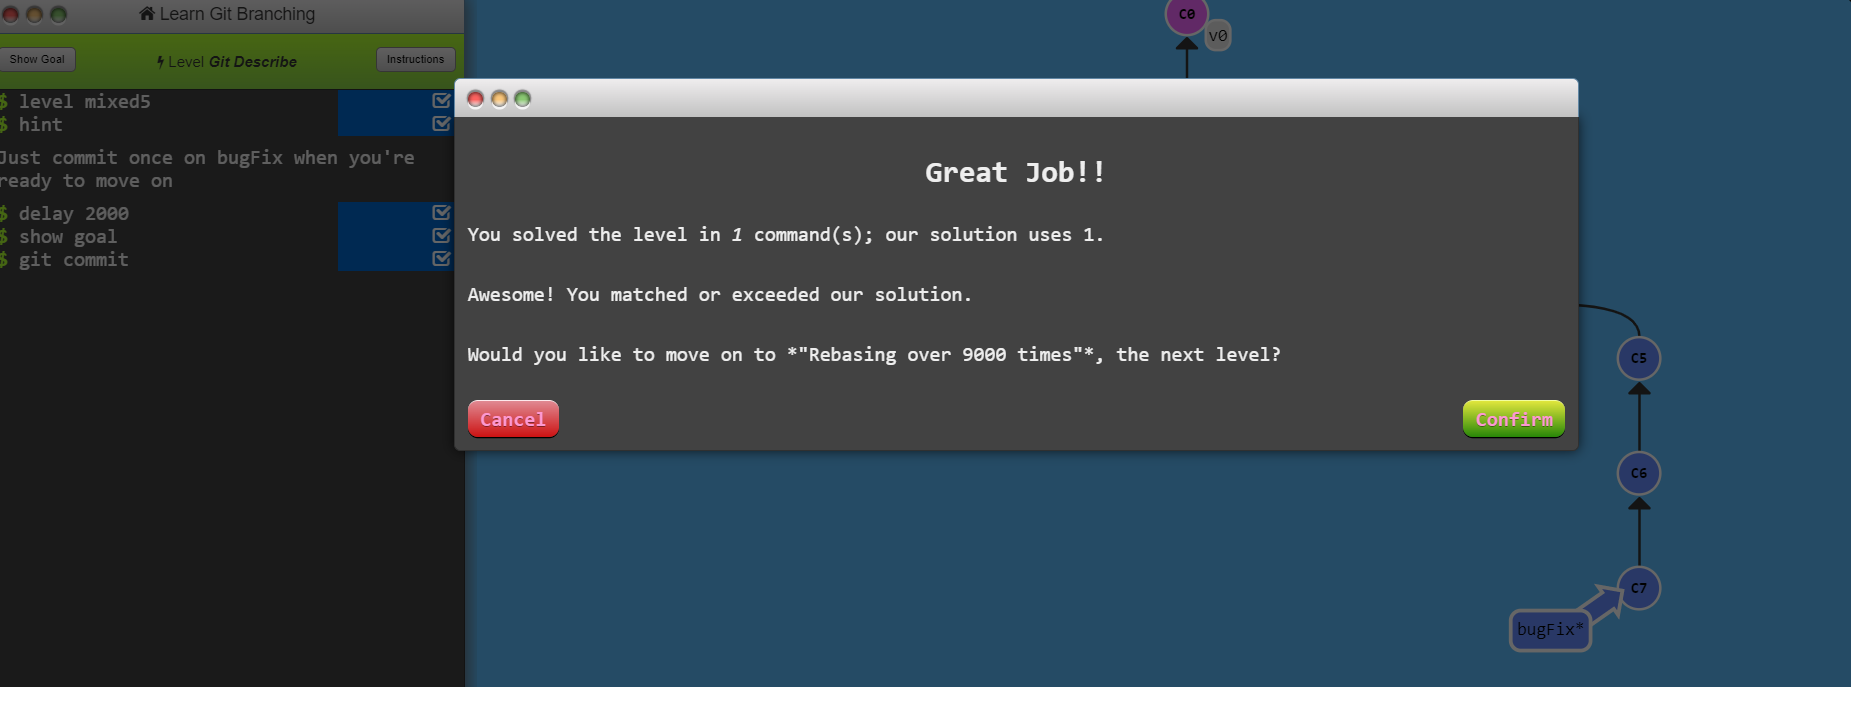 Learn Git Branching
Show Goal
Level Git Describe
Instructions
$ level mixed5
$ hint
Just commit once on bugFix when you're
ready to move on
$ delay 2000
$ show goal
$ git commit
C0
v0
Great Job!!
You solved the level in 1 command(s); our solution uses 1.
Awesome! You matched or exceeded our solution.
Would you like to move on to *"Rebasing over 9000 times"*, the next level?
Cancel
Confirm
C5
C6
C7
bugFix*